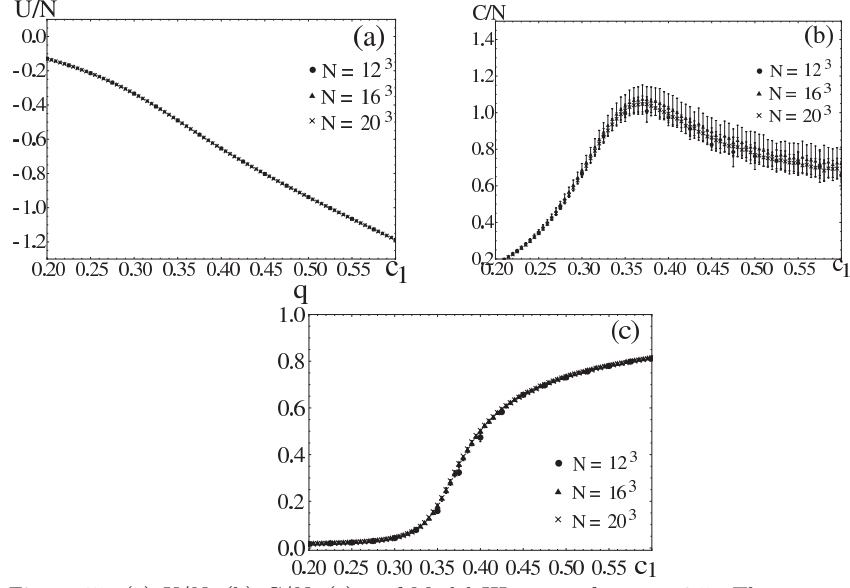 U/N
(a)
0.0
-0.2
-0.4
-0.6
-0.8
-1.0
-1.2
N = 12³
N = 16³
N = 20³
0.20 0.25 0.30 0.35 0.40 0.45 0.50 0.55 c1
C/N
(b)
1.4
1.2
1.0
0.8
0.6
0.4
0.2
N = 12³
N = 16³
N = 20³
0.20 0.25 0.30 0.35 0.40 0.45 0.50 0.55 c1
q
(c)
1.0
0.8
0.6
0.4
0.2
0.0
N = 12³
N = 16³
N = 20³
0.20 0.25 0.30 0.35 0.40 0.45 0.50 0.55 c1